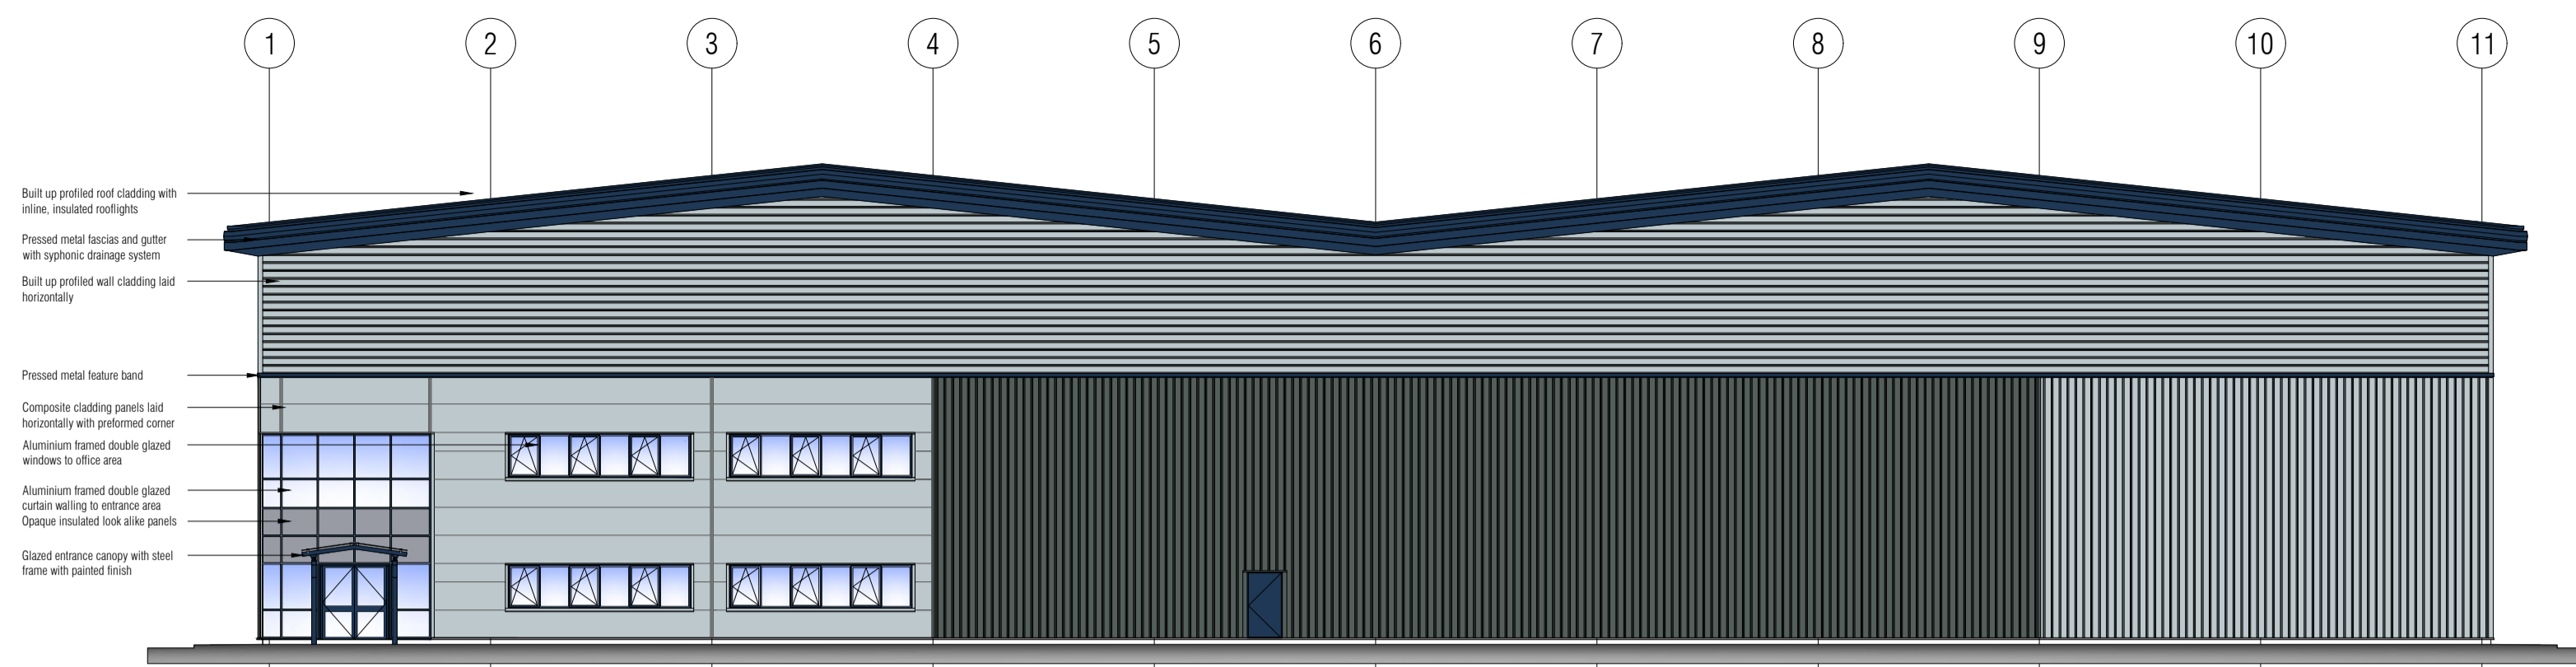 1 2 3 4 5 6 7 8 9 10 11
Built up profiled roof cladding with
inline, insulated rooflights
Pressed metal fascias and gutter
with syphonic drainage system
Built up profiled wall cladding laid
horizontally
Pressed metal feature band
Composite cladding panels laid
horizontally with preformed corner
Aluminium framed double glazed
windows to office area
Aluminium framed double glazed
curtain walling to entrance area
Opaque insulated look alike panels
Glazed entrance canopy with steel
frame with painted finish